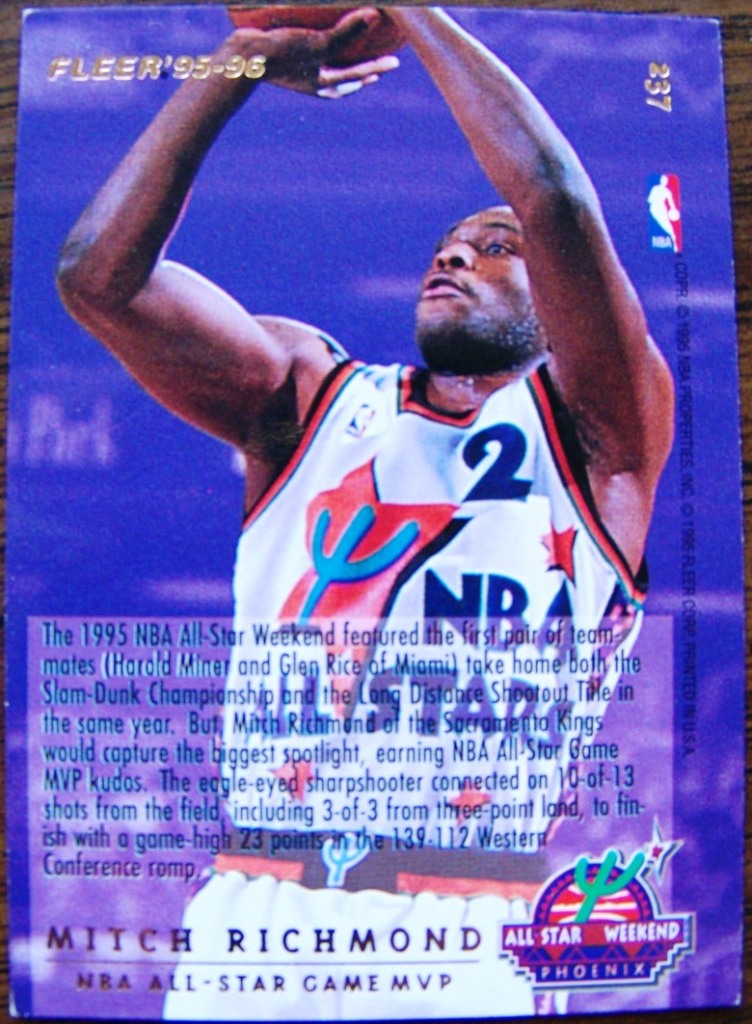 FLEER '95-96
237
NBA
COPR. © 1995 NBA PROPERTIES, INC. © 1995 FLEER CORP. PRINTED IN U.S.A.
Park
2
NBA
ALL-STARS
The 1995 NBA All-Star Weekend featured the first pair of team-
mates (Harold Miner and Glen Rice of Miami) take home both the
Slam-Dunk Championship and the Long Distance Shootout Title in
the same year. But, Mitch Richmond of the Sacramento Kings
would capture the biggest spotlight, earning NBA All-Star Game
MVP kudos. The eagle-eyed sharpshooter connected on 10-of-13
shots from the field, including 3-of-3 from three-point land, to fin-
ish with a game-high 23 points in the 139-112 Western
Conference romp.
MITCH RICHMOND
NBA ALL-STAR GAME MVP
ALL STAR WEEKEND
PHOENIX